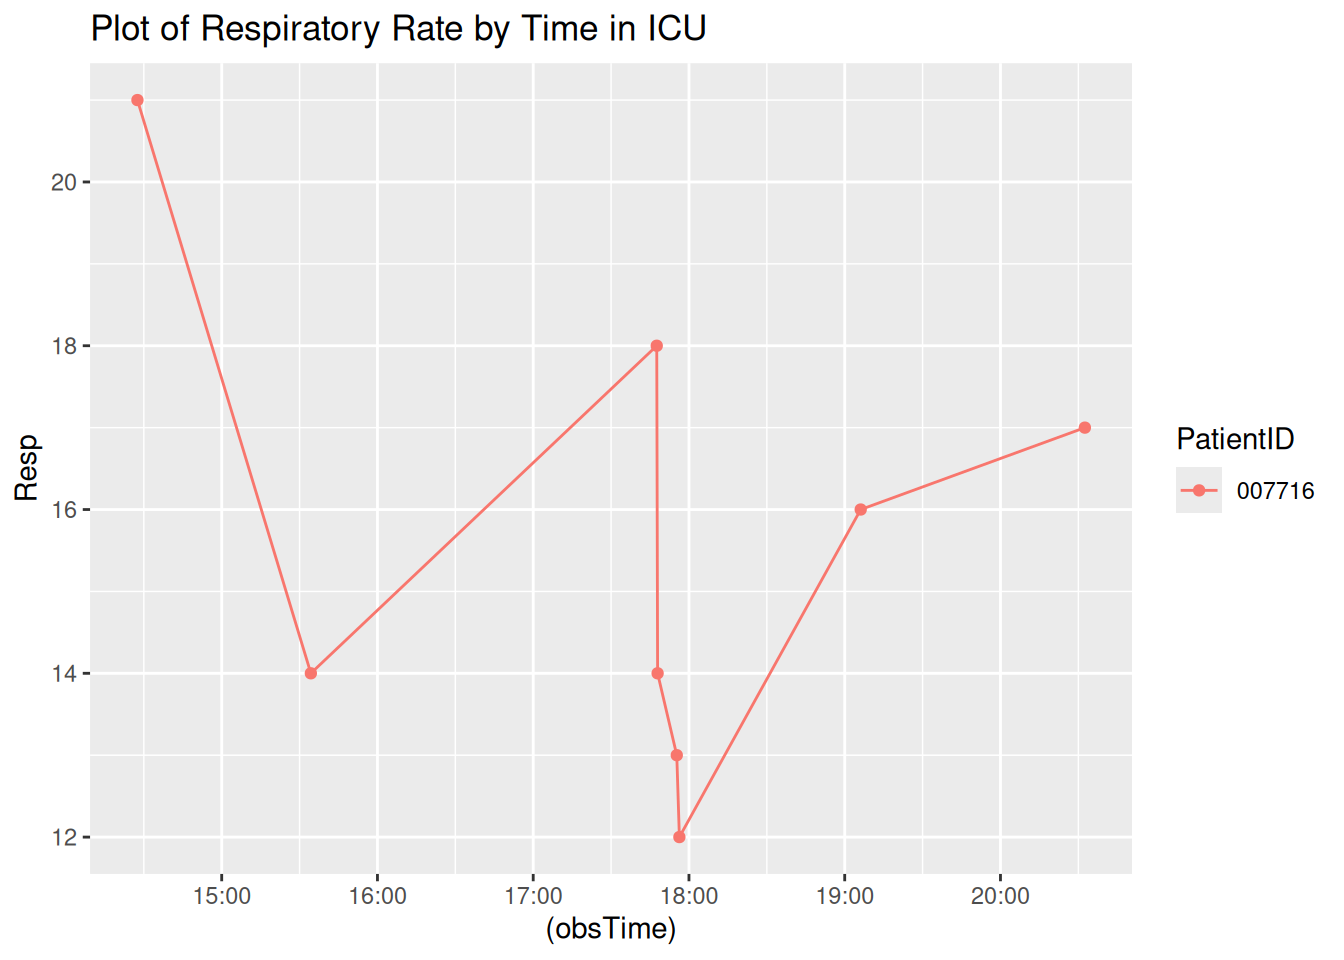 Plot of Respiratory Rate by Time in ICU
Resp
20
18
16
14
12
15:00 16:00 17:00 18:00 19:00 20:00
(obsTime)
PatientID
007716